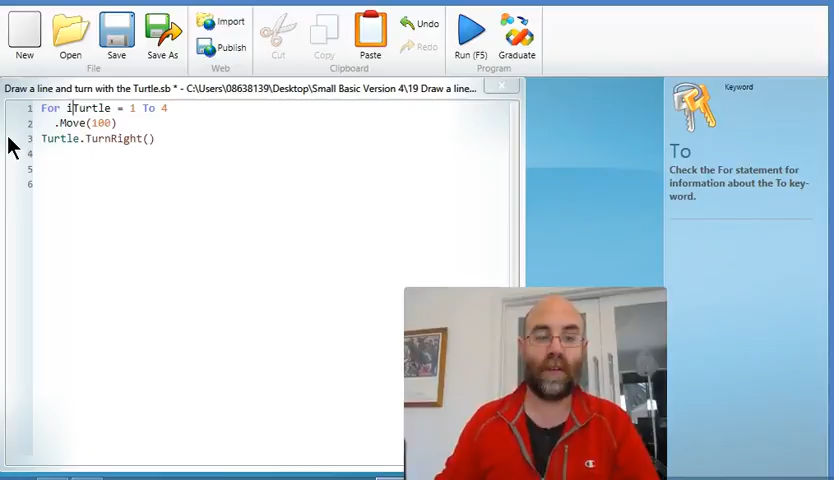 New
Open
Save
Save As
Import
Publish
Cut
Copy
Paste
Undo
Redo
Run (F5)
Graduate
File
Web
Clipboard
Program
Draw a line and turn with the Turtle.sb * - C:\Users\08638139\Desktop\Small Basic Version 4\19 Draw a line...
x
1 For iTurtle = 1 To 4
2 .Move(100)
3 Turtle.TurnRight()
4
5
6
Keyword
To
Check the For statement for
information about the To key-
word.